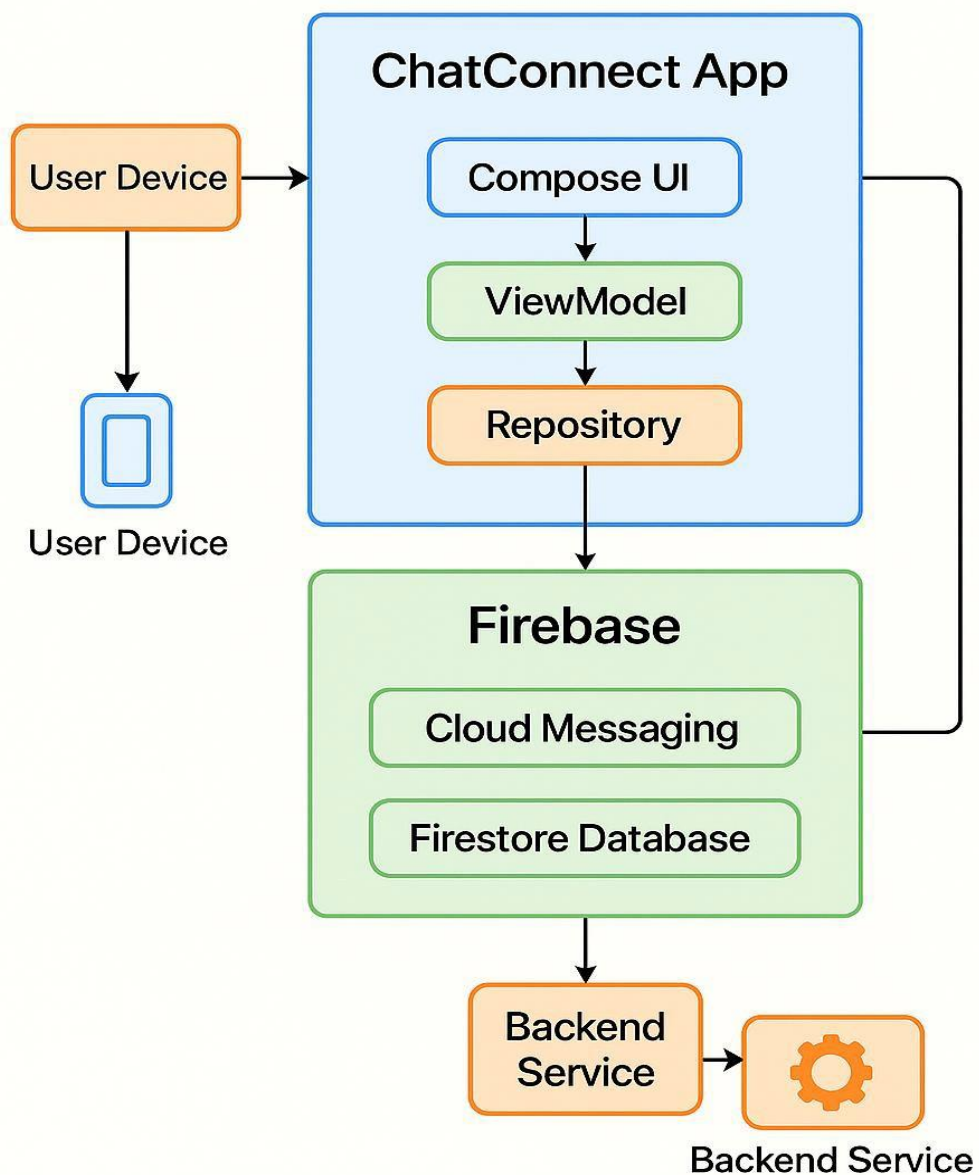 ChatConnect App
User Device
Compose UI
ViewModel
Repository
User Device
Firebase
Cloud Messaging
Firestore Database
Backend
Service
Backend Service